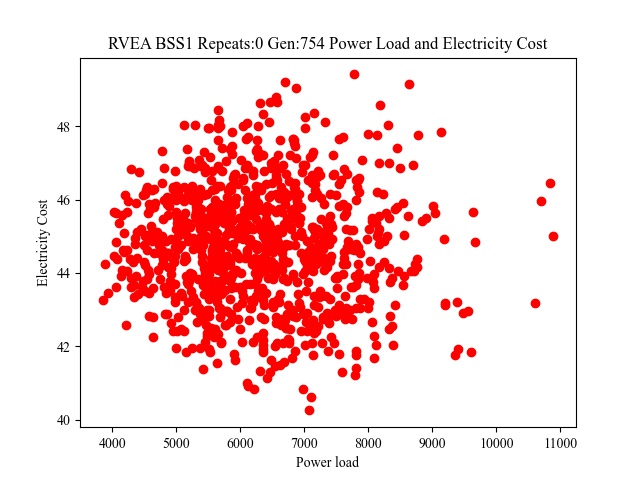 RVEA BSS1 Repeats:0 Gen:754 Power Load and Electricity Cost
48
46
44
42
40
Electricity Cost
4000 5000 6000 7000 8000 9000 10000 11000
Power load